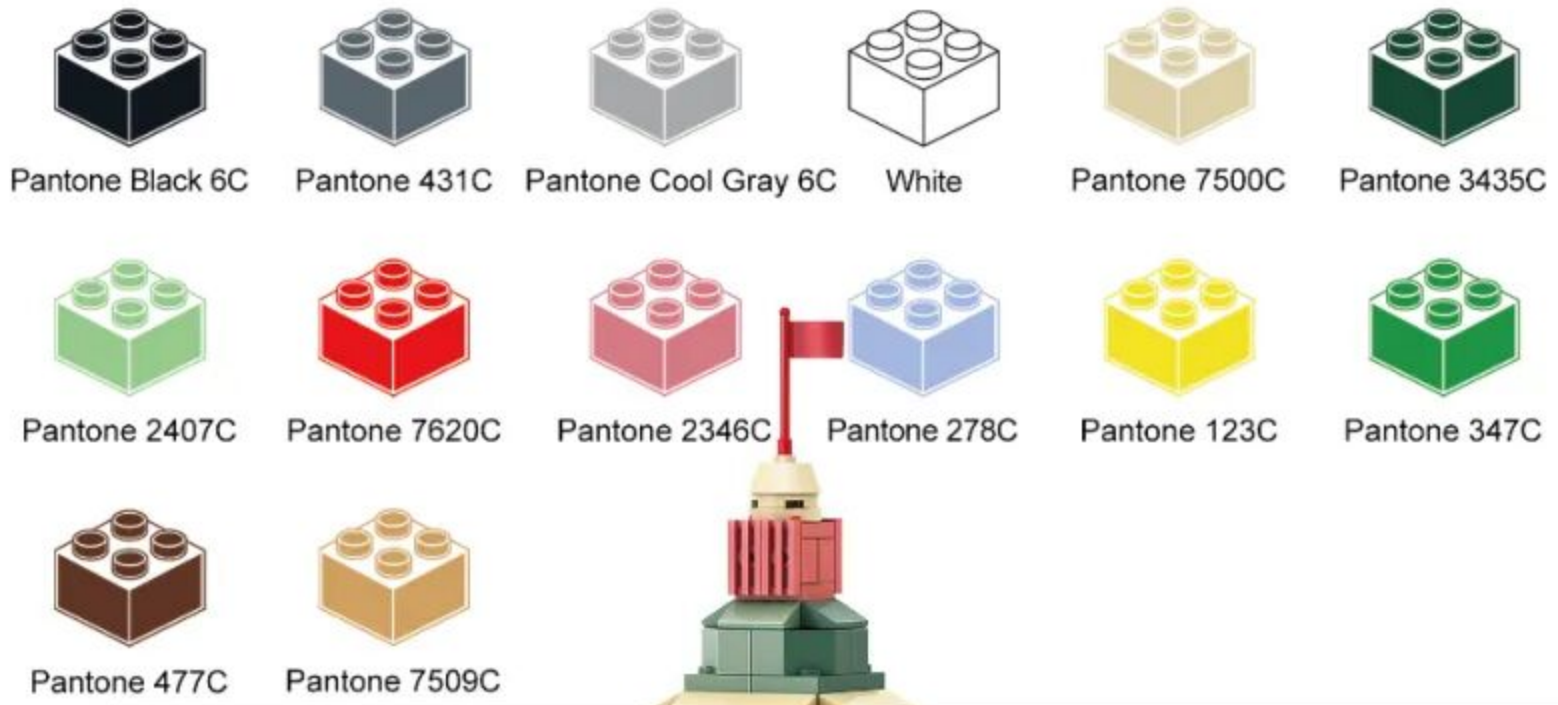 Pantone Black 6C
Pantone 431C
Pantone Cool Gray 6C
White
Pantone 7500C
Pantone 3435C
Pantone 2407C
Pantone 7620C
Pantone 2346C
Pantone 278C
Pantone 123C
Pantone 347C
Pantone 477C
Pantone 7509C